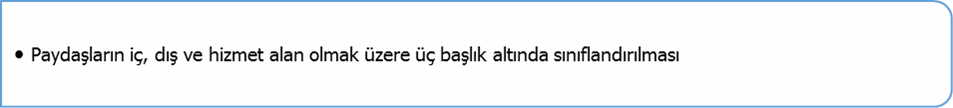 • Paydaşların iç, dış ve hizmet alan olmak üzere üç başlık altında sınıflandırılması